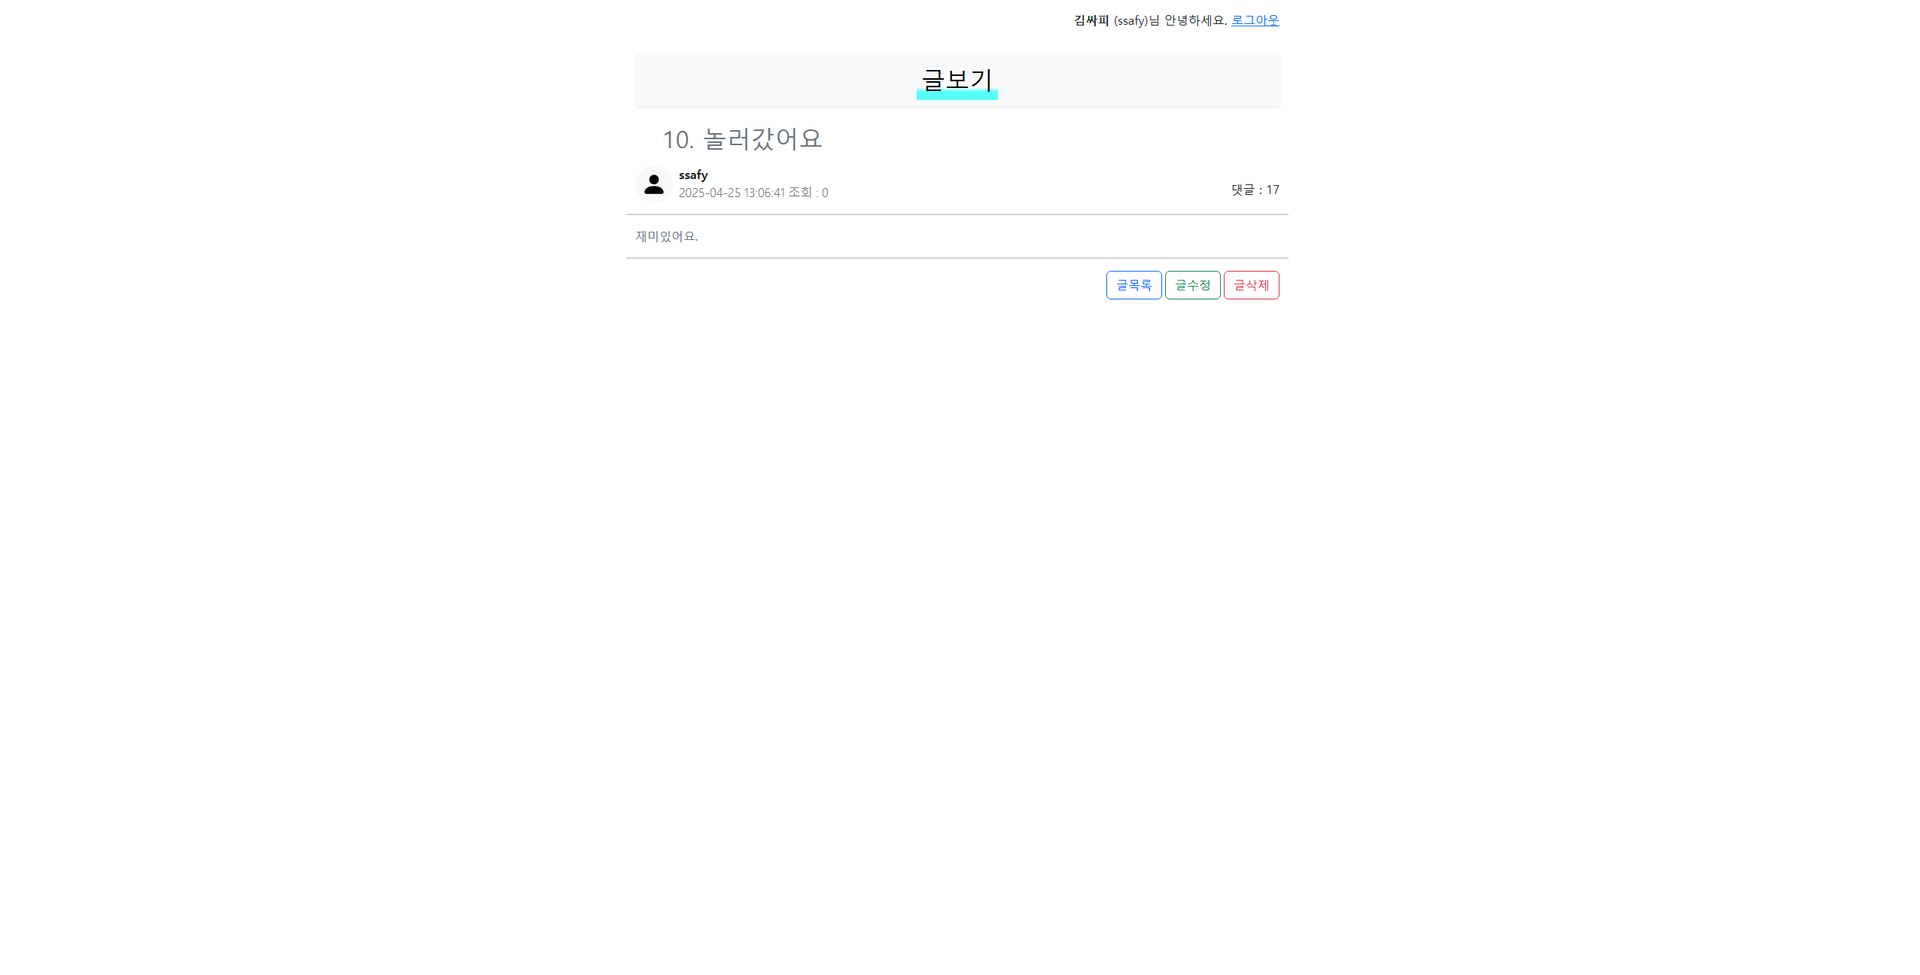 김싸피 (ssafy)님 안녕하세요. 로그아웃
글보기
10. 놀러갔어요
ssafy
2025-04-25 13:06:41 조회 : 0
댓글 : 17
재미있어요.
글목록 글수정 글삭제